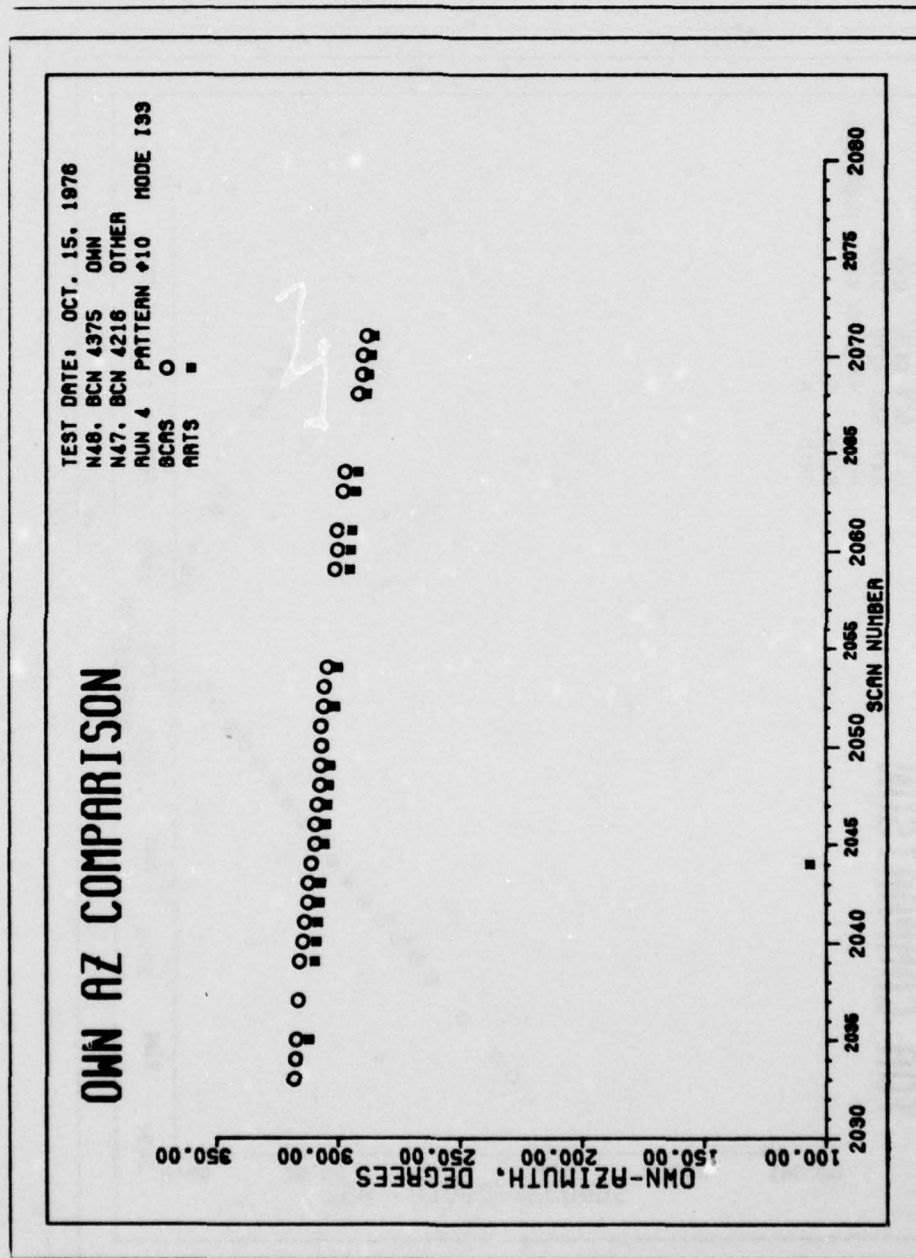 OWN AZ COMPARISON
TEST DATE: OCT. 15. 1976
N48. BCN 4375 OWN
N47. BCN 4216 OTHER
RUN 4 PATTERN +10 MODE I33
BCAS
ARTS
OWN-AZIMUTH. DEGREES
350.00
300.00
250.00
200.00
150.00
100.00
2030
2035
2040
2045
2050
2055
2060
2065
2070
2075
2080
SCAN NUMBER